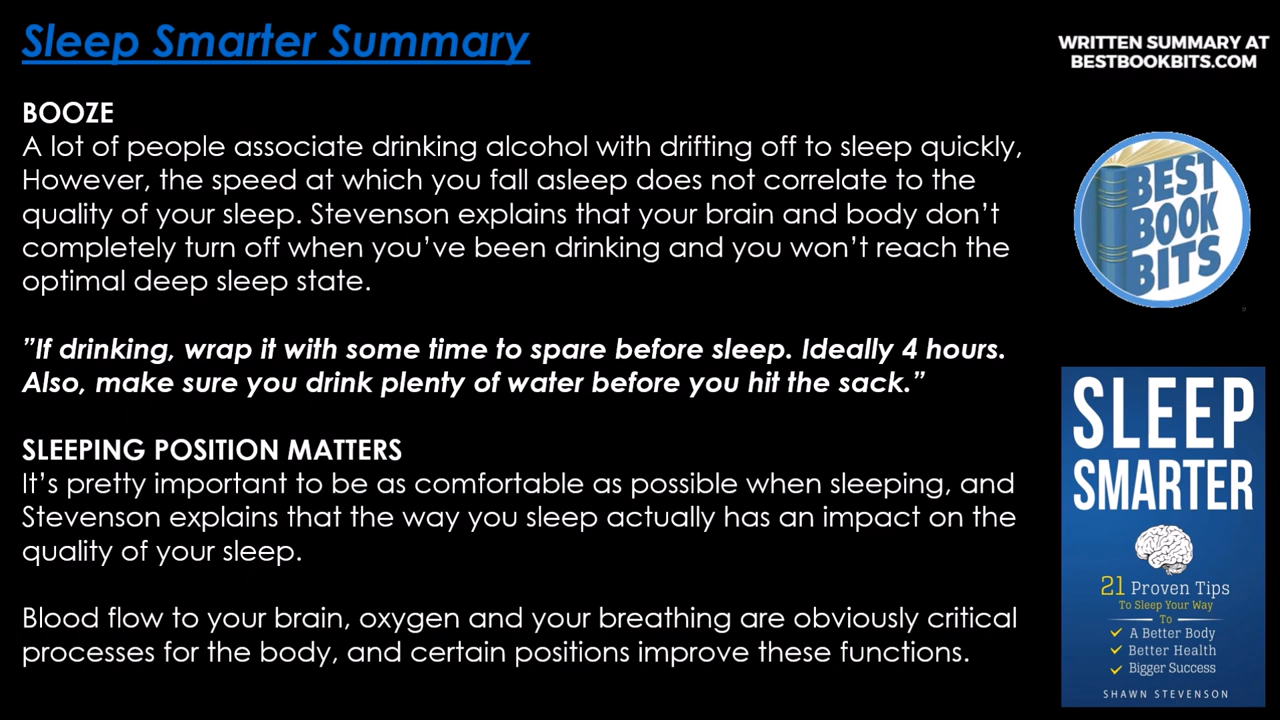 Sleep Smarter Summary
WRITTEN SUMMARY AT
BESTBOOKBITS.COM
BOOZE
A lot of people associate drinking alcohol with drifting off to sleep quickly,
However, the speed at which you fall asleep does not correlate to the
quality of your sleep. Stevenson explains that your brain and body don’t
completely turn off when you’ve been drinking and you won’t reach the
optimal deep sleep state.
”If drinking, wrap it with some time to spare before sleep. Ideally 4 hours.
Also, make sure you drink plenty of water before you hit the sack.”
SLEEPING POSITION MATTERS
It’s pretty important to be as comfortable as possible when sleeping, and
Stevenson explains that the way you sleep actually has an impact on the
quality of your sleep.
Blood flow to your brain, oxygen and your breathing are obviously critical
processes for the body, and certain positions improve these functions.
BEST
BOOK
BITS
SLEEP
SMARTER
21 Proven Tips
To Sleep Your Way
To
A Better Body
Better Health
Bigger Success
SHAWN STEVENSON